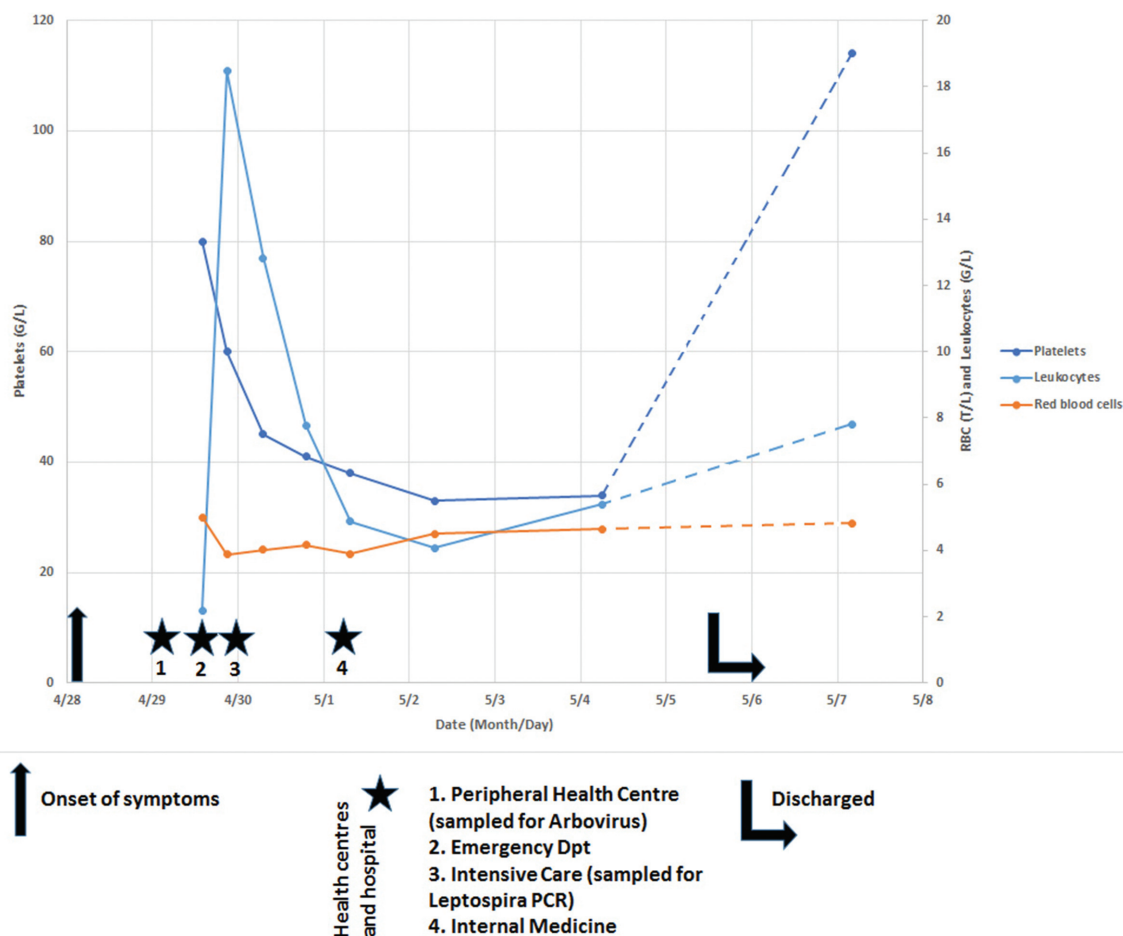 120
100
80
60
40
20
0
Platelets (G/L)
20
18
16
14
12
10
8
6
4
2
0
RBC (T/L) and Leukocytes (G/L)
Platelets
Leukocytes
Red blood cells
1 2 3 4
4/28 4/29 4/30 5/1 5/2 5/3 5/4 5/5 5/6 5/7 5/8
Date (Month/Day)
Onset of symptoms
Health centres
and hospital
1. Peripheral Health Centre
(sampled for Arbovirus)
2. Emergency Dpt
3. Intensive Care (sampled for
Leptospira PCR)
4. Internal Medicine
Discharged